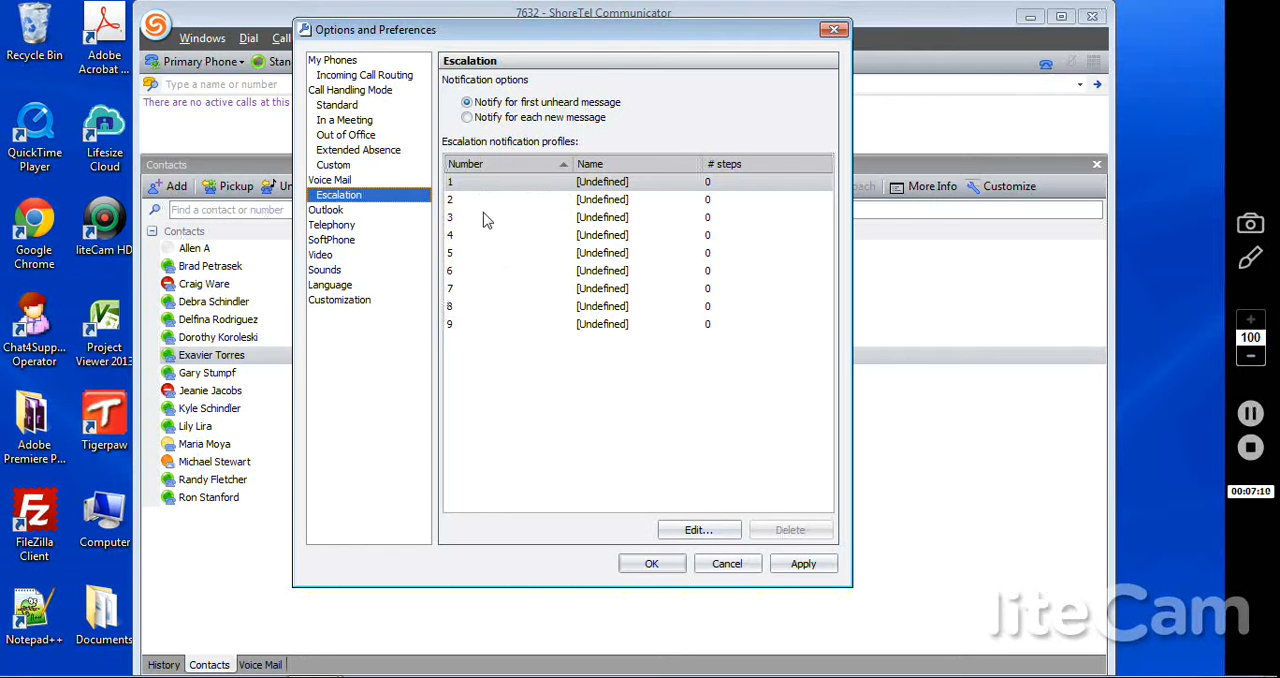 Recycle Bin
Adobe
Acrobat ...
QuickTime
Player
Lifesize
Cloud
Google
Chrome
liteCam HD
Chat4Supp...
Operator
Project
Viewer 2013
Adobe
Premiere P...
Tigerpaw
FileZilla
Client
Computer
Notepad++
Documents
7632 - ShoreTel Communicator
Windows
Dial
Call
Primary Phone
Stan
Type a name or number
There are no active calls at this
Contacts
Add
Pickup
Un
More Info
Customize
Find a contact or number
Contacts
Allen A
Brad Petrasek
Craig Ware
Debra Schindler
Delfina Rodriguez
Dorothy Koroleski
Exavier Torres
Gary Stumpf
Jeanie Jacobs
Kyle Schindler
Lily Lira
Maria Moya
Michael Stewart
Randy Fletcher
Ron Stanford
History
Contacts
Voice Mail
Options and Preferences
My Phones
Incoming Call Routing
Call Handling Mode
Standard
In a Meeting
Out of Office
Extended Absence
Custom
Voice Mail
Escalation
Outlook
Telephony
SoftPhone
Video
Sounds
Language
Customization
Escalation
Notification options
Notify for first unheard message
Notify for each new message
Escalation notification profiles:
Number Name # steps
1 [Undefined] 0
2 [Undefined] 0
3 [Undefined] 0
4 [Undefined] 0
5 [Undefined] 0
6 [Undefined] 0
7 [Undefined] 0
8 [Undefined] 0
9 [Undefined] 0
Edit...
Delete
OK
Cancel
Apply
100
00:07:10
liteCam